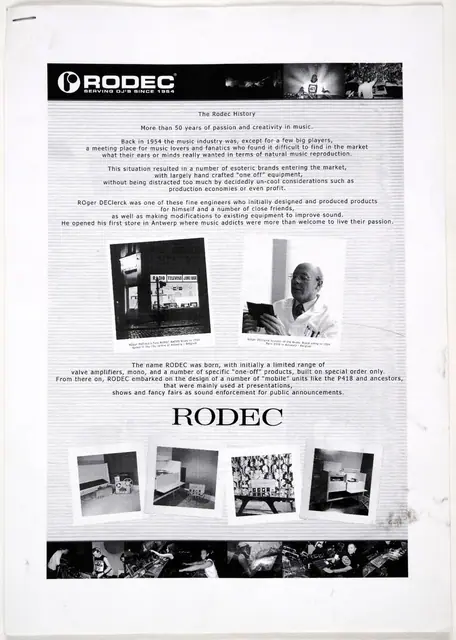 RODEC
SERVING DJ'S SINCE 1954
The Rodec History
More than 50 years of passion and creativity in music.
Back in 1954 the music industry was, except for a few big players,
a meeting place for music lovers and fanatics who found it difficult to find in the market
what their ears or minds really wanted in terms of natural music reproduction.
This situation resulted in a number of esoteric brands entering the market,
with largely hand crafted "one off" equipment,
without being distracted too much by decidedly un-cool considerations such as
production economies or even profit.
ROger DEClerck was one of these fine engineers who initially designed and produced products
for himself and a number of close friends,
as well as making modifications to existing equipment to improve sound.
He opened his first store in Antwerp where music addicts were more than welcome to live their passion.
RADIO TELEVISIE
The name RODEC was born, with initially a limited range of
valve amplifiers, mono, and a number of specific "one-off" products, built on special order only.
From there on, RODEC embarked on the design of a number of "mobile" units like the P418 and ancestors,
that were mainly used at presentations,
shows and fancy fairs as sound enforcement for public announcements.
RODEC